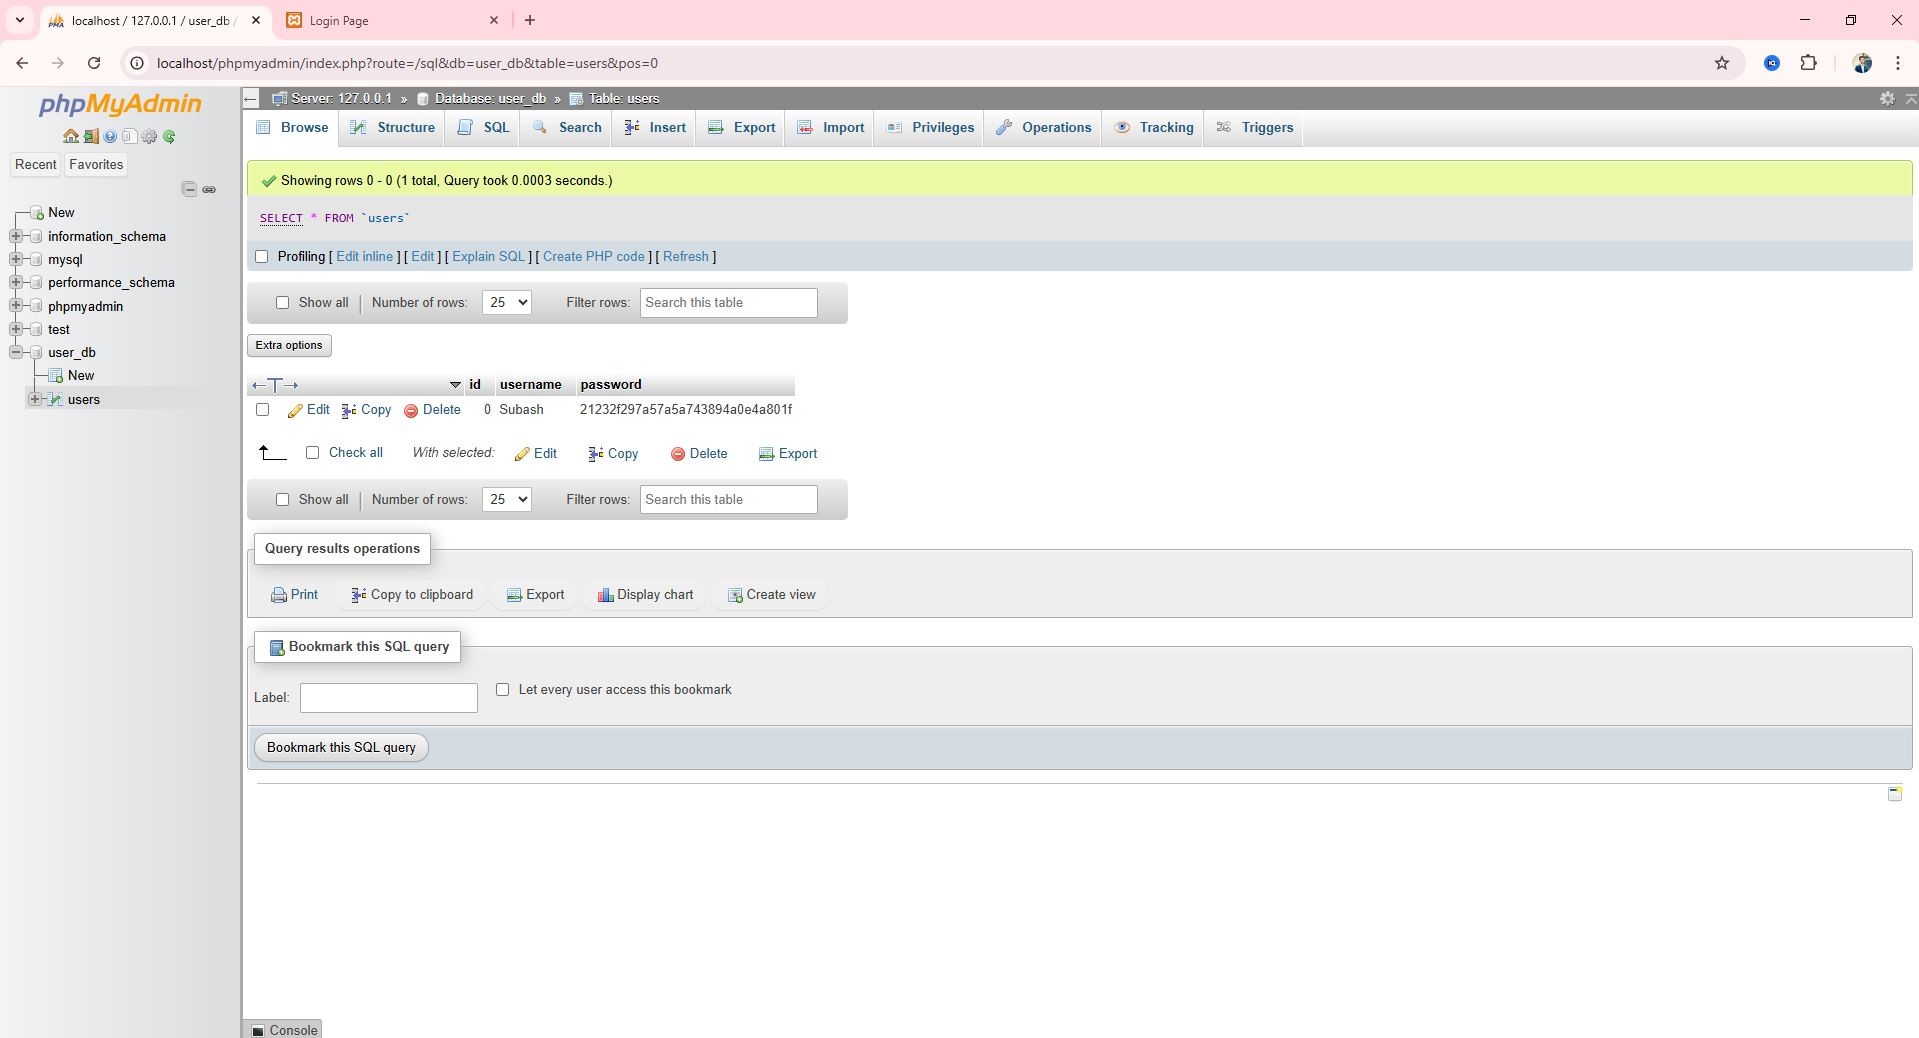 localhost / 127.0.0.1 / user_db /
Login Page
localhost/phpmyadmin/index.php?route=/sql&db=user_db&table=users&pos=0
phpMyAdmin
Recent
Favorites
New
information_schema
mysql
performance_schema
phpmyadmin
test
user_db
New
users
Server: 127.0.0.1 » Database: user_db » Table: users
Browse Structure SQL Search Insert Export Import Privileges Operations Tracking Triggers
Showing rows 0 - 0 (1 total, Query took 0.0003 seconds.)
SELECT * FROM `users`
Profiling [ Edit inline ] [ Edit ] [ Explain SQL ] [ Create PHP code ] [ Refresh ]
Show all Number of rows: 25 Filter rows: Search this table
Extra options
←T→ id username password
Edit Copy Delete 0 Subash 21232f297a57a5a743894a0e4a801f
Check all With selected: Edit Copy Delete Export
Show all Number of rows: 25 Filter rows: Search this table
Query results operations
Print Copy to clipboard Export Display chart Create view
Bookmark this SQL query
Label: Let every user access this bookmark
Bookmark this SQL query
Console